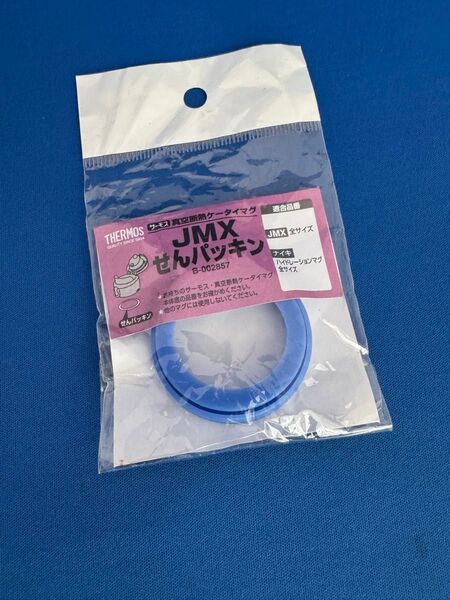 THERMOS
サーモス 真空断熱ケータイマグ
JMX
せんパッキン
B-002857
せんパッキン
*お持ちのサーモス・真空断熱ケータイマグ
本体底の品番をお確かめください。
*他のマグには使用しないでください。
適合品番
JMX 全サイズ
ナイキ
ハイドレーションマグ
全サイズ